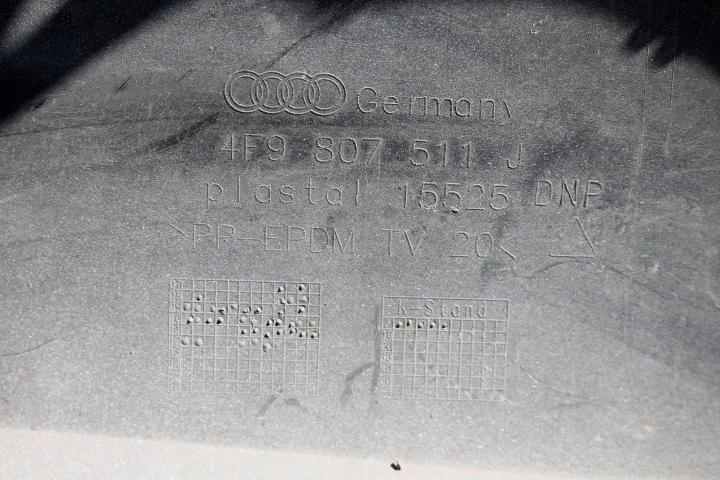 Germany
4F9 807 511 J
plastal 15525 DNP
>PP-EPDM TV 20<
K-Stand